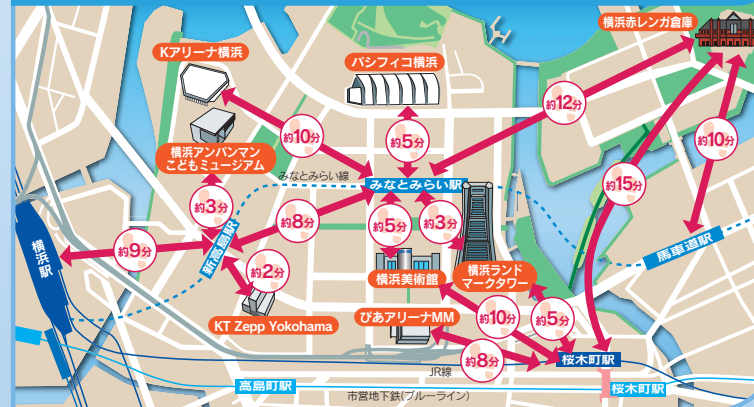 横浜赤レンガ倉庫
Kアリーナ横浜
パシフィコ横浜
約12分
約10分
約5分
約10分
横浜アンパンマン
こどもミュージアム
みなとみらい線
みなとみらい駅
約15分
約3分
約8分
約5分
約3分
新高島駅
横浜駅
約9分
馬車道駅
約2分
横浜美術館
横浜ランド
マークタワー
KT Zepp Yokohama
ぴあアリーナMM
約10分
約5分
約8分
桜木町駅
JR線
高島町駅
市営地下鉄(ブルーライン)
桜木町駅